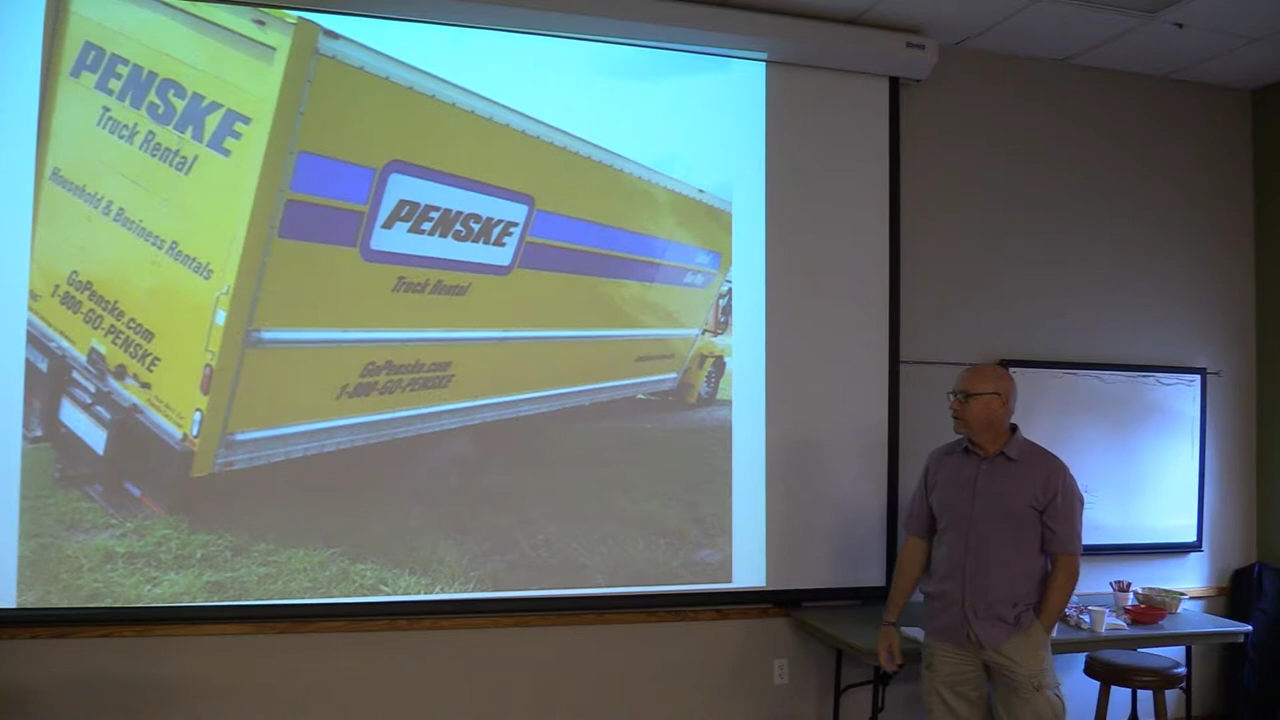 PENSKE
Truck Rental
Household & Business Rentals
GoPenske.com
1-800-GO-PENSKE
PENSKE
Truck Rental
GoPenske.com
1-800-GO-PENSKE